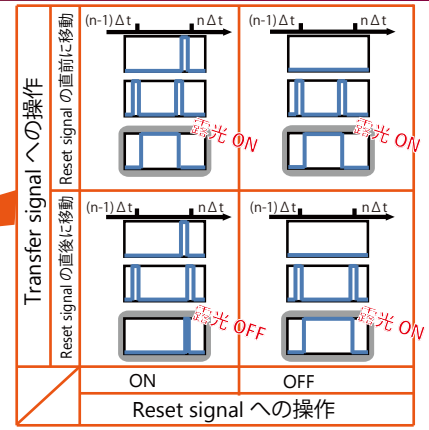 Transfer signal への操作
Reset signal の直前に移動
(n-1)Δt nΔt
露光 ON
(n-1)Δt nΔt
露光 ON
Reset signal の直後に移動
(n-1)Δt nΔt
露光 OFF
(n-1)Δt nΔt
露光 ON
ON OFF
Reset signal への操作